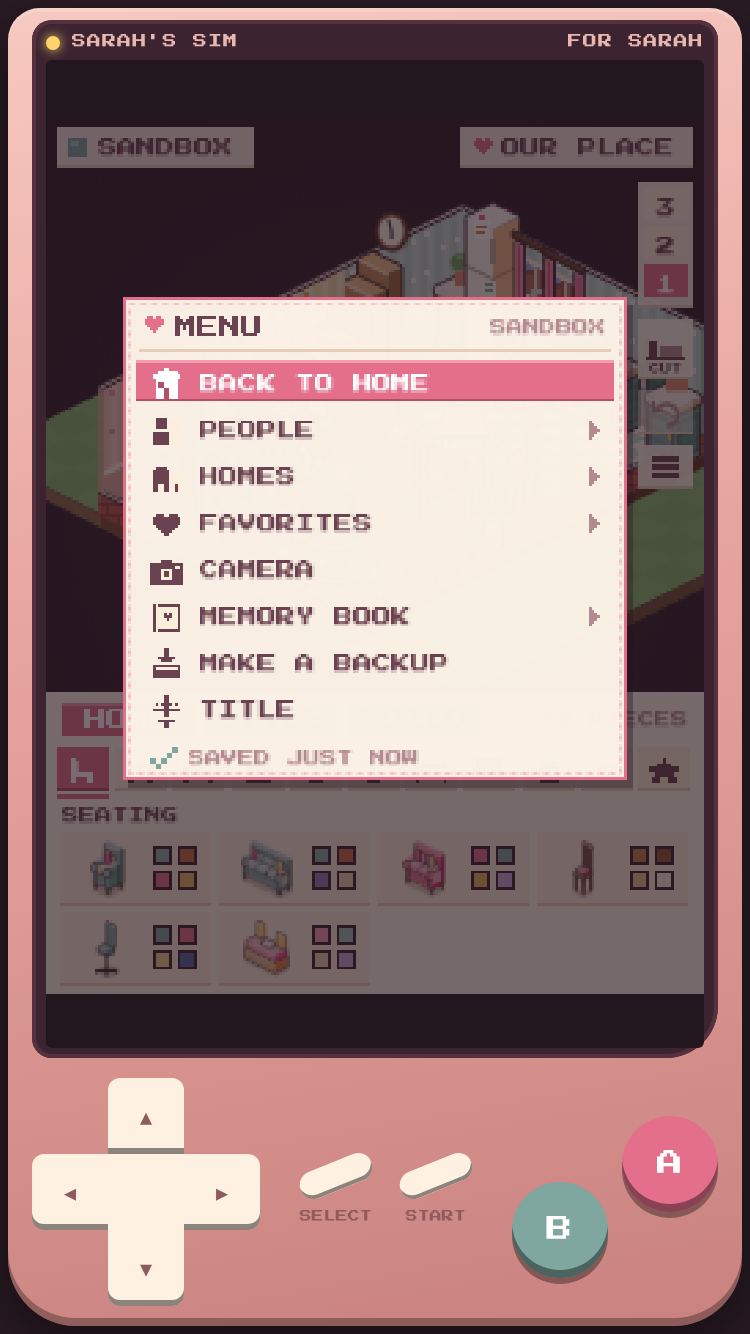 SARAH'S SIM
FOR SARAH
SANDBOX
OUR PLACE
3
2
1
CUT
MENU
SANDBOX
BACK TO HOME
PEOPLE
HOMES
FAVORITES
CAMERA
MEMORY BOOK
MAKE A BACKUP
TITLE
SAVED JUST NOW
SEATING
SELECT
START
B
A